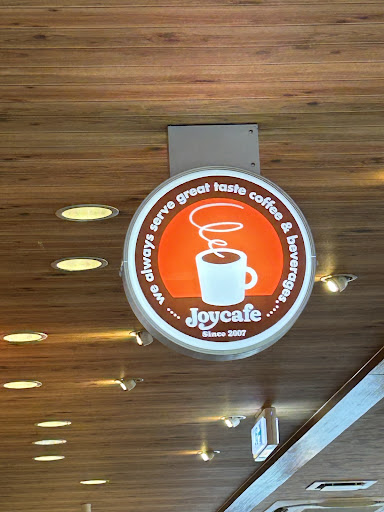 ..... we always serve great taste coffee & beverages.....
Joycafe
Since 2007